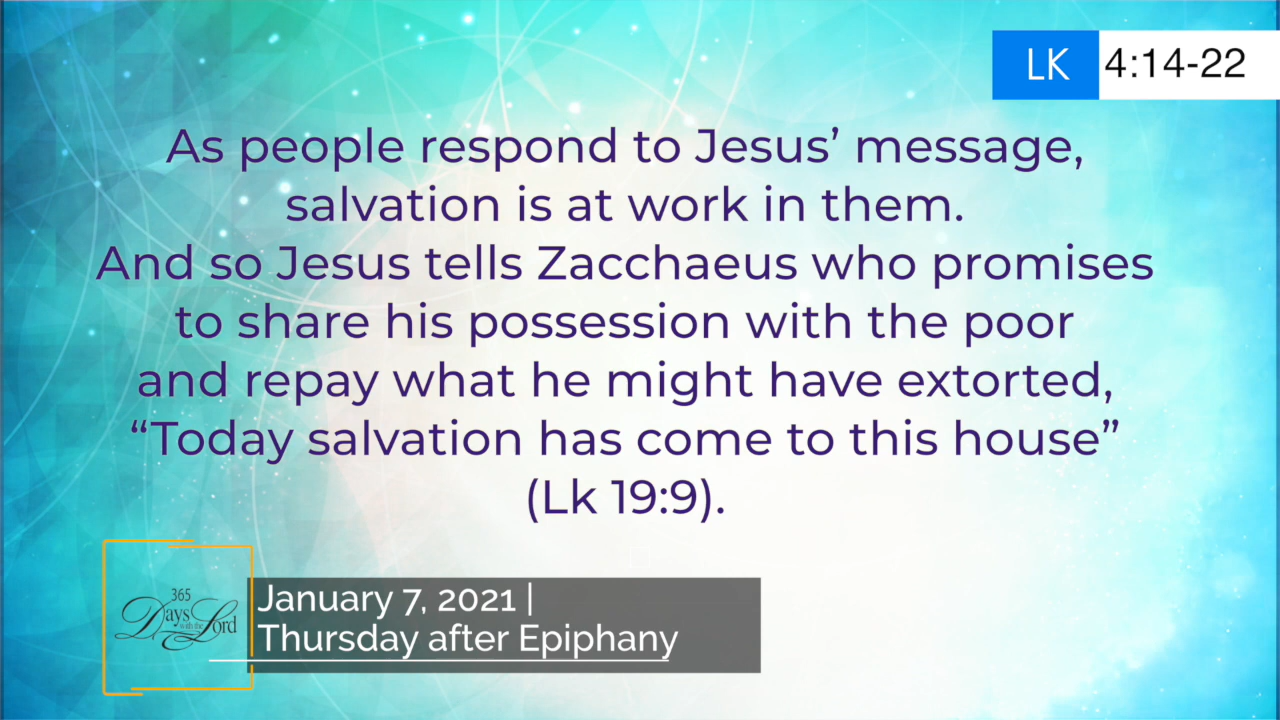 LK 4:14-22
As people respond to Jesus’ message,
salvation is at work in them.
And so Jesus tells Zacchaeus who promises
to share his possession with the poor
and repay what he might have extorted,
“Today salvation has come to this house”
(Lk 19:9).
365
Days
with the
Lord
January 7, 2021 |
Thursday after Epiphany